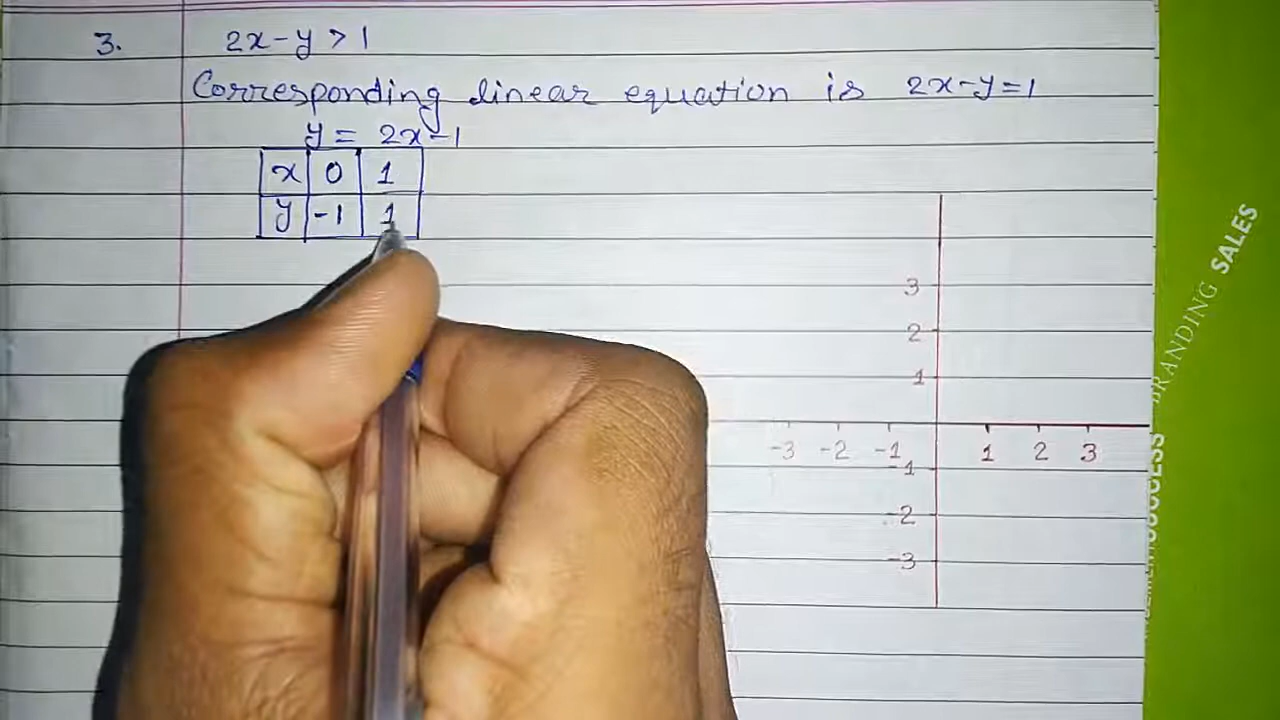 3. 2x-y > 1
Corresponding linear equation is 2x-y=1
y = 2x-1
x 0 1
y -1 1
3
2
1
-3 -2 -1 1 2 3
-1
-2
-3
BRANDING SALES
SUCCESS